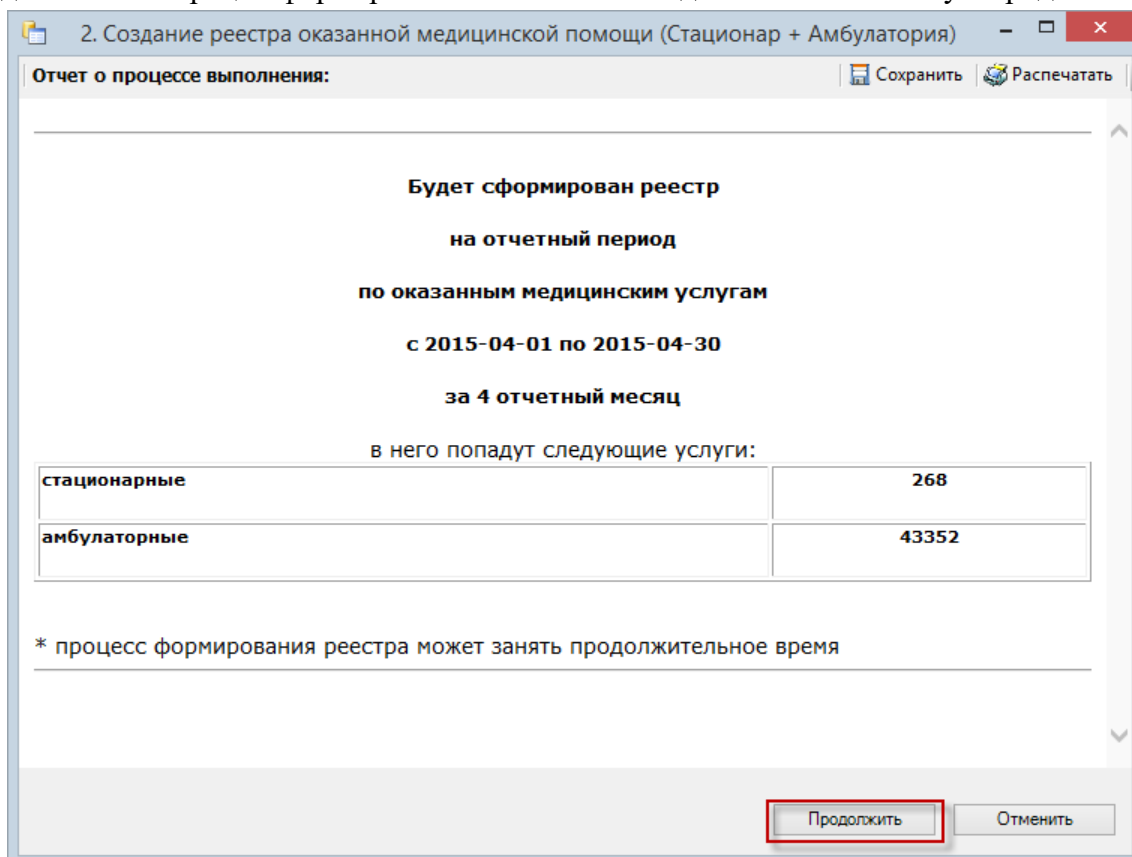 2. Создание реестра оказанной медицинской помощи (Стационар + Амбулатория)
Отчет о процессе выполнения:
Сохранить
Распечатать
Будет сформирован реестр
на отчетный период
по оказанным медицинским услугам
с 2015-04-01 по 2015-04-30
за 4 отчетный месяц
в него попадут следующие услуги:
стационарные 268
амбулаторные 43352
* процесс формирования реестра может занять продолжительное время
Продолжить
Отменить